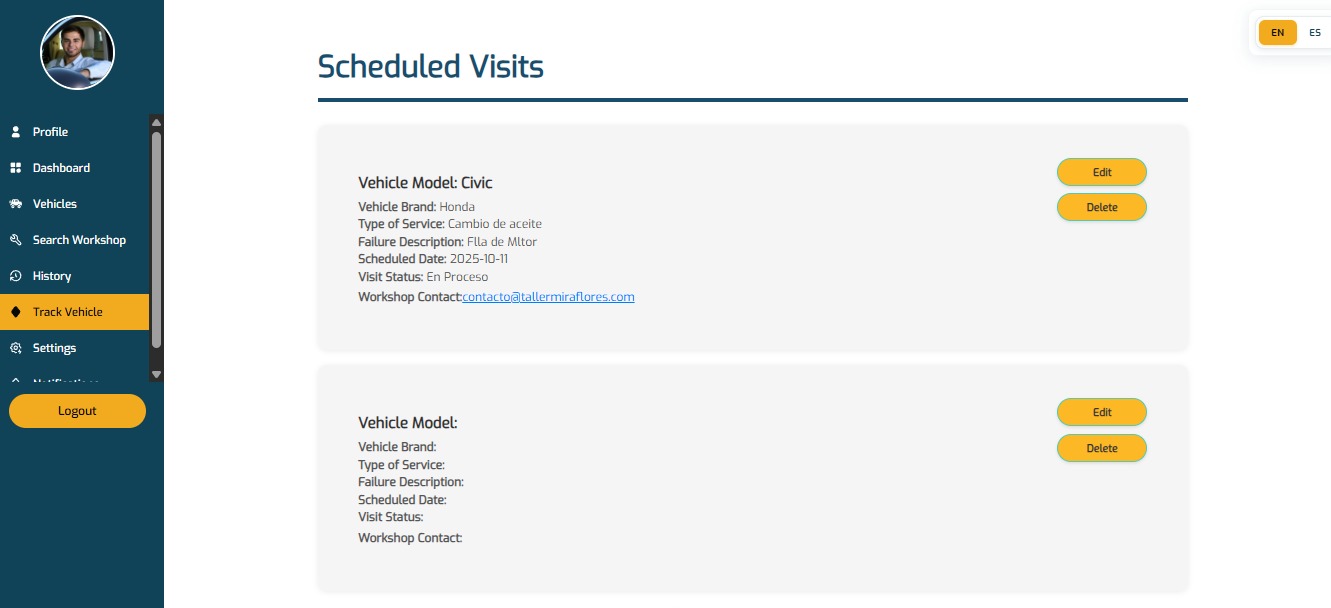 Profile
Dashboard
Vehicles
Search Workshop
History
Track Vehicle
Settings
Notifications
Logout
EN ES
Scheduled Visits
Vehicle Model: Civic
Vehicle Brand: Honda
Type of Service: Cambio de aceite
Failure Description: Flla de Mltor
Scheduled Date: 2025-10-11
Visit Status: En Proceso
Workshop Contact:contacto@tallermiraflores.com
Edit
Delete
Vehicle Model:
Vehicle Brand:
Type of Service:
Failure Description:
Scheduled Date:
Visit Status:
Workshop Contact:
Edit
Delete